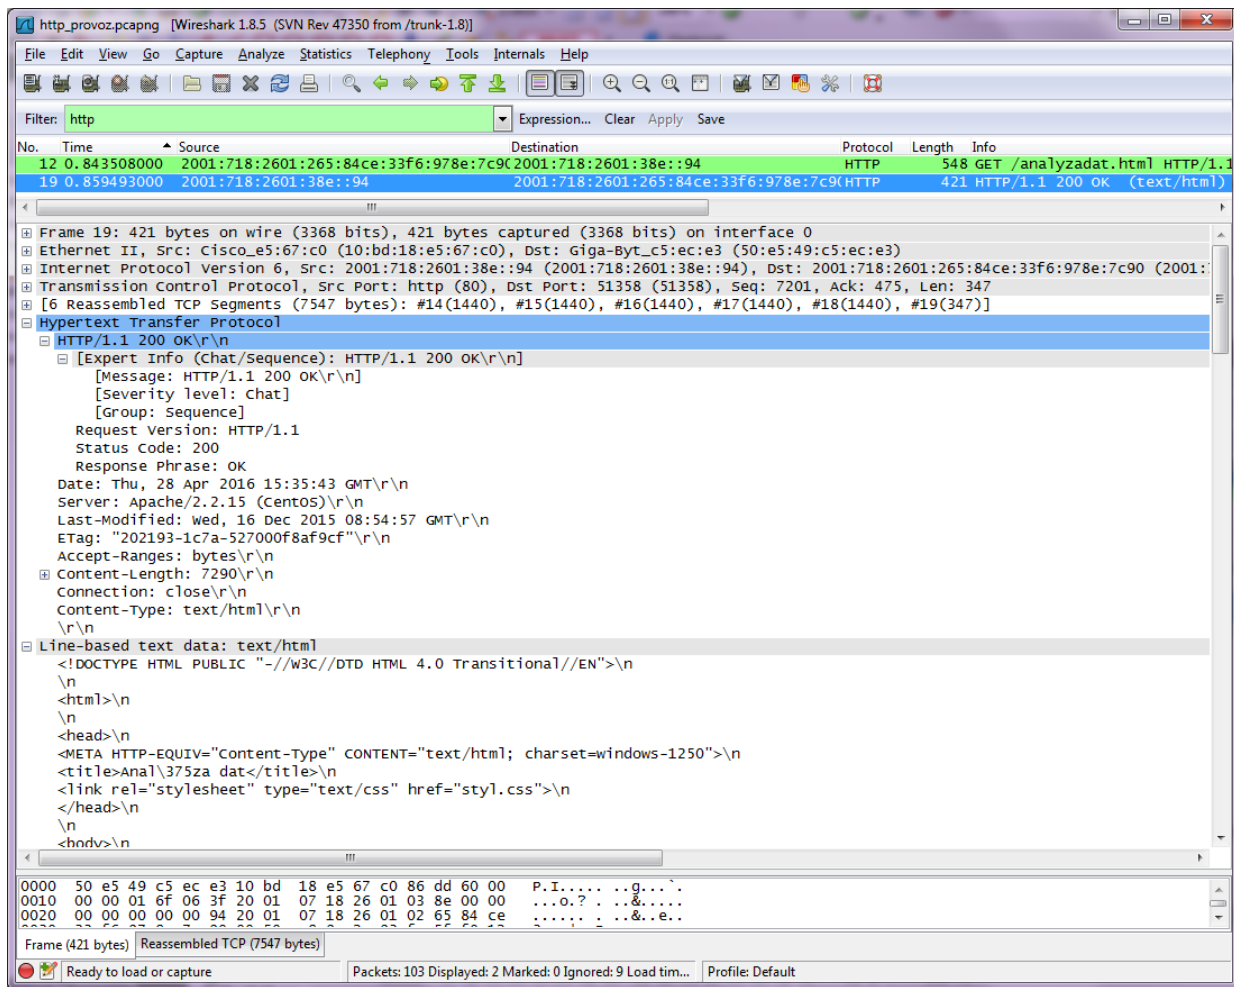 http_provoz.pcapng [Wireshark 1.8.5 (SVN Rev 47350 from /trunk-1.8)]
File Edit View Go Capture Analyze Statistics Telephony Tools Internals Help
Filter: http Expression... Clear Apply Save
No. Time Source Destination Protocol Length Info
12 0.843508000 2001:718:2601:265:84ce:33f6:978e:7c90 2001:718:2601:38e::94 HTTP 548 GET /analyzadat.html HTTP/1.1
19 0.859493000 2001:718:2601:38e::94 2001:718:2601:265:84ce:33f6:978e:7c9( HTTP 421 HTTP/1.1 200 OK (text/html)
Frame 19: 421 bytes on wire (3368 bits), 421 bytes captured (3368 bits) on interface 0
Ethernet II, Src: Cisco_e5:67:c0 (10:bd:18:e5:67:c0), Dst: Giga-Byt_c5:ec:e3 (50:e5:49:c5:ec:e3)
Internet Protocol Version 6, Src: 2001:718:2601:38e::94 (2001:718:2601:38e::94), Dst: 2001:718:2601:265:84ce:33f6:978e:7c90 (2001:
Transmission Control Protocol, Src Port: http (80), Dst Port: 51358 (51358), Seq: 7201, Ack: 475, Len: 347
[6 Reassembled TCP Segments (7547 bytes): #14(1440), #15(1440), #16(1440), #17(1440), #18(1440), #19(347)]
Hypertext Transfer Protocol
HTTP/1.1 200 OK\r\n
[Expert Info (Chat/Sequence): HTTP/1.1 200 OK\r\n]
[Message: HTTP/1.1 200 OK\r\n]
[Severity level: Chat]
[Group: Sequence]
Request Version: HTTP/1.1
Status Code: 200
Response Phrase: OK
Date: Thu, 28 Apr 2016 15:35:43 GMT\r\n
Server: Apache/2.2.15 (CentOS)\r\n
Last-Modified: Wed, 16 Dec 2015 08:54:57 GMT\r\n
ETag: "202193-1c7a-527000f8af9cf"\r\n
Accept-Ranges: bytes\r\n
Content-Length: 7290\r\n
Connection: close\r\n
Content-Type: text/html\r\n
\r\n
Line-based text data: text/html
<!DOCTYPE HTML PUBLIC "-//W3C//DTD HTML 4.0 Transitional//EN">\n
\n
<html>\n
\n
<head>\n
<META HTTP-EQUIV="Content-Type" CONTENT="text/html; charset=windows-1250">\n
<title>Anal\375za dat</title>\n
<link rel="stylesheet" type="text/css" href="styl.css">\n
</head>\n
\n
<body>\n
0000 50 e5 49 c5 ec e3 10 bd 18 e5 67 c0 86 dd 60 00 P.I..... ..g...`.
0010 00 00 01 6f 06 3f 20 01 07 18 26 01 03 8e 00 00 ...o.? . ..&.....
0020 00 00 00 00 00 94 20 01 07 18 26 01 02 65 84 ce ...... . ..&..e..
Frame (421 bytes) Reassembled TCP (7547 bytes)
Ready to load or capture Packets: 103 Displayed: 2 Marked: 0 Ignored: 9 Load tim... Profile: Default